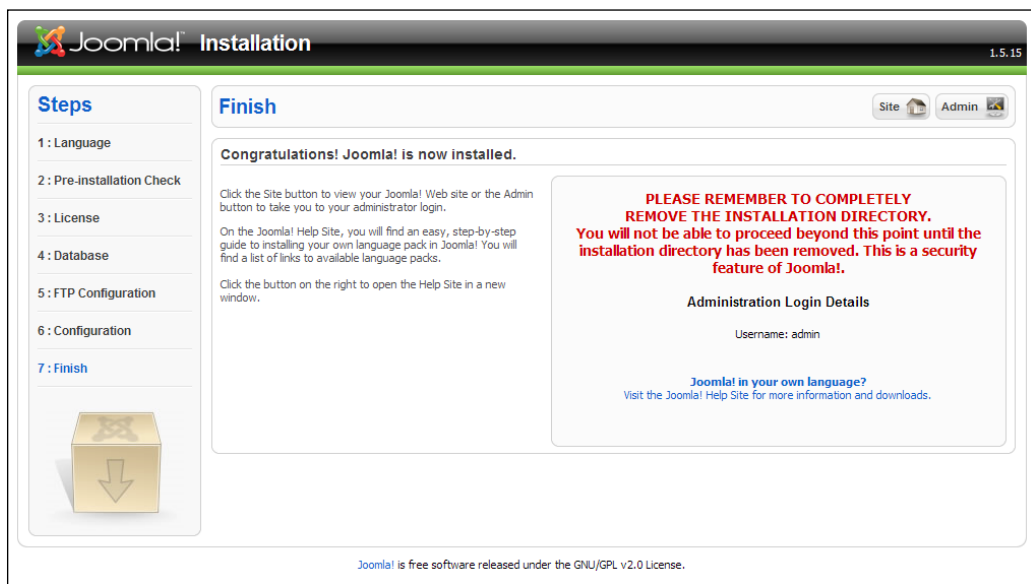 Joomla!™ Installation
1.5.15
Steps
1 : Language
2 : Pre-installation Check
3 : License
4 : Database
5 : FTP Configuration
6 : Configuration
7 : Finish
Finish
Site
Admin
Congratulations! Joomla! is now installed.
Click the Site button to view your Joomla! Web site or the Admin
button to take you to your administrator login.
On the Joomla! Help Site, you will find an easy, step-by-step
guide to installing your own language pack in Joomla! You will
find a list of links to available language packs.
Click the button on the right to open the Help Site in a new
window.
PLEASE REMEMBER TO COMPLETELY
REMOVE THE INSTALLATION DIRECTORY.
You will not be able to proceed beyond this point until the
installation directory has been removed. This is a security
feature of Joomla!.
Administration Login Details
Username: admin
Joomla! in your own language?
Visit the Joomla! Help Site for more information and downloads.
Joomla! is free software released under the GNU/GPL v2.0 License.